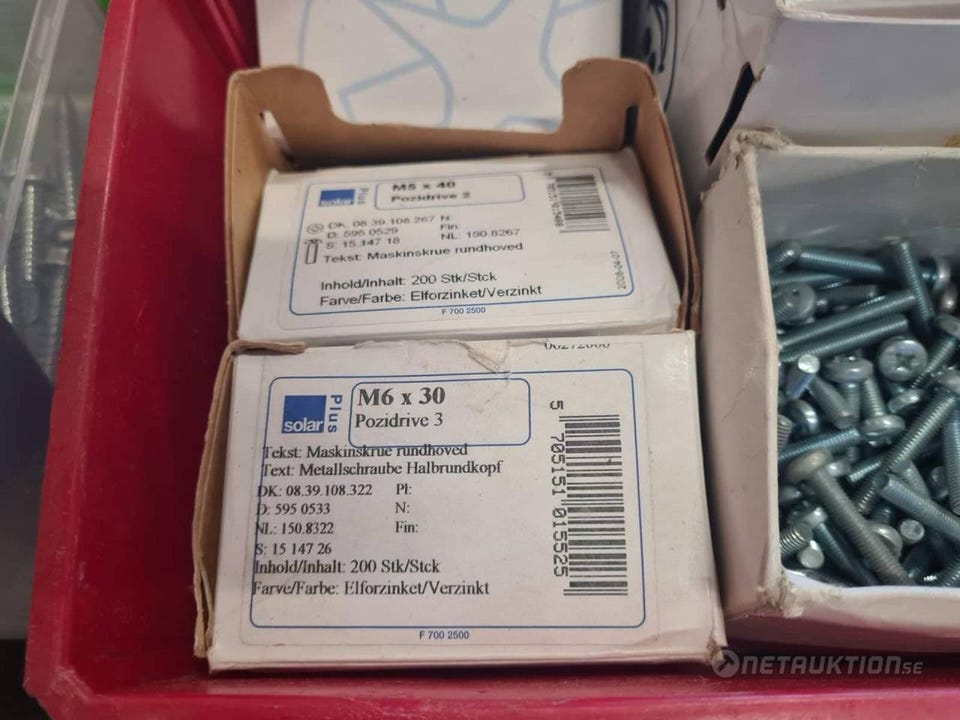 solar
Plus
M5 x 40
Pozidrive 2
DK: 08.39.108.267 N:
D: 595 0529 Fin:
S: 15 147 18 NL: 150.8267
Tekst: Maskinskrue rundhoved
Inhold/Inhalt: 200 Stk/Stck
Farve/Farbe: Elforzinket/Verzinkt
2008-04-07
F 700 2500
solar
Plus
M6 x 30
Pozidrive 3
Tekst: Maskinskrue rundhoved
Text: Metallschraube Halbrundkopf
DK: 08.39.108.322 Pl:
D: 595 0533 N:
NL: 150.8322 Fin:
S: 15 147 26
Inhold/Inhalt: 200 Stk/Stck
Farve/Farbe: Elforzinket/Verzinkt
5 705151 015525
F 700 2500
NETAUKTION.SE